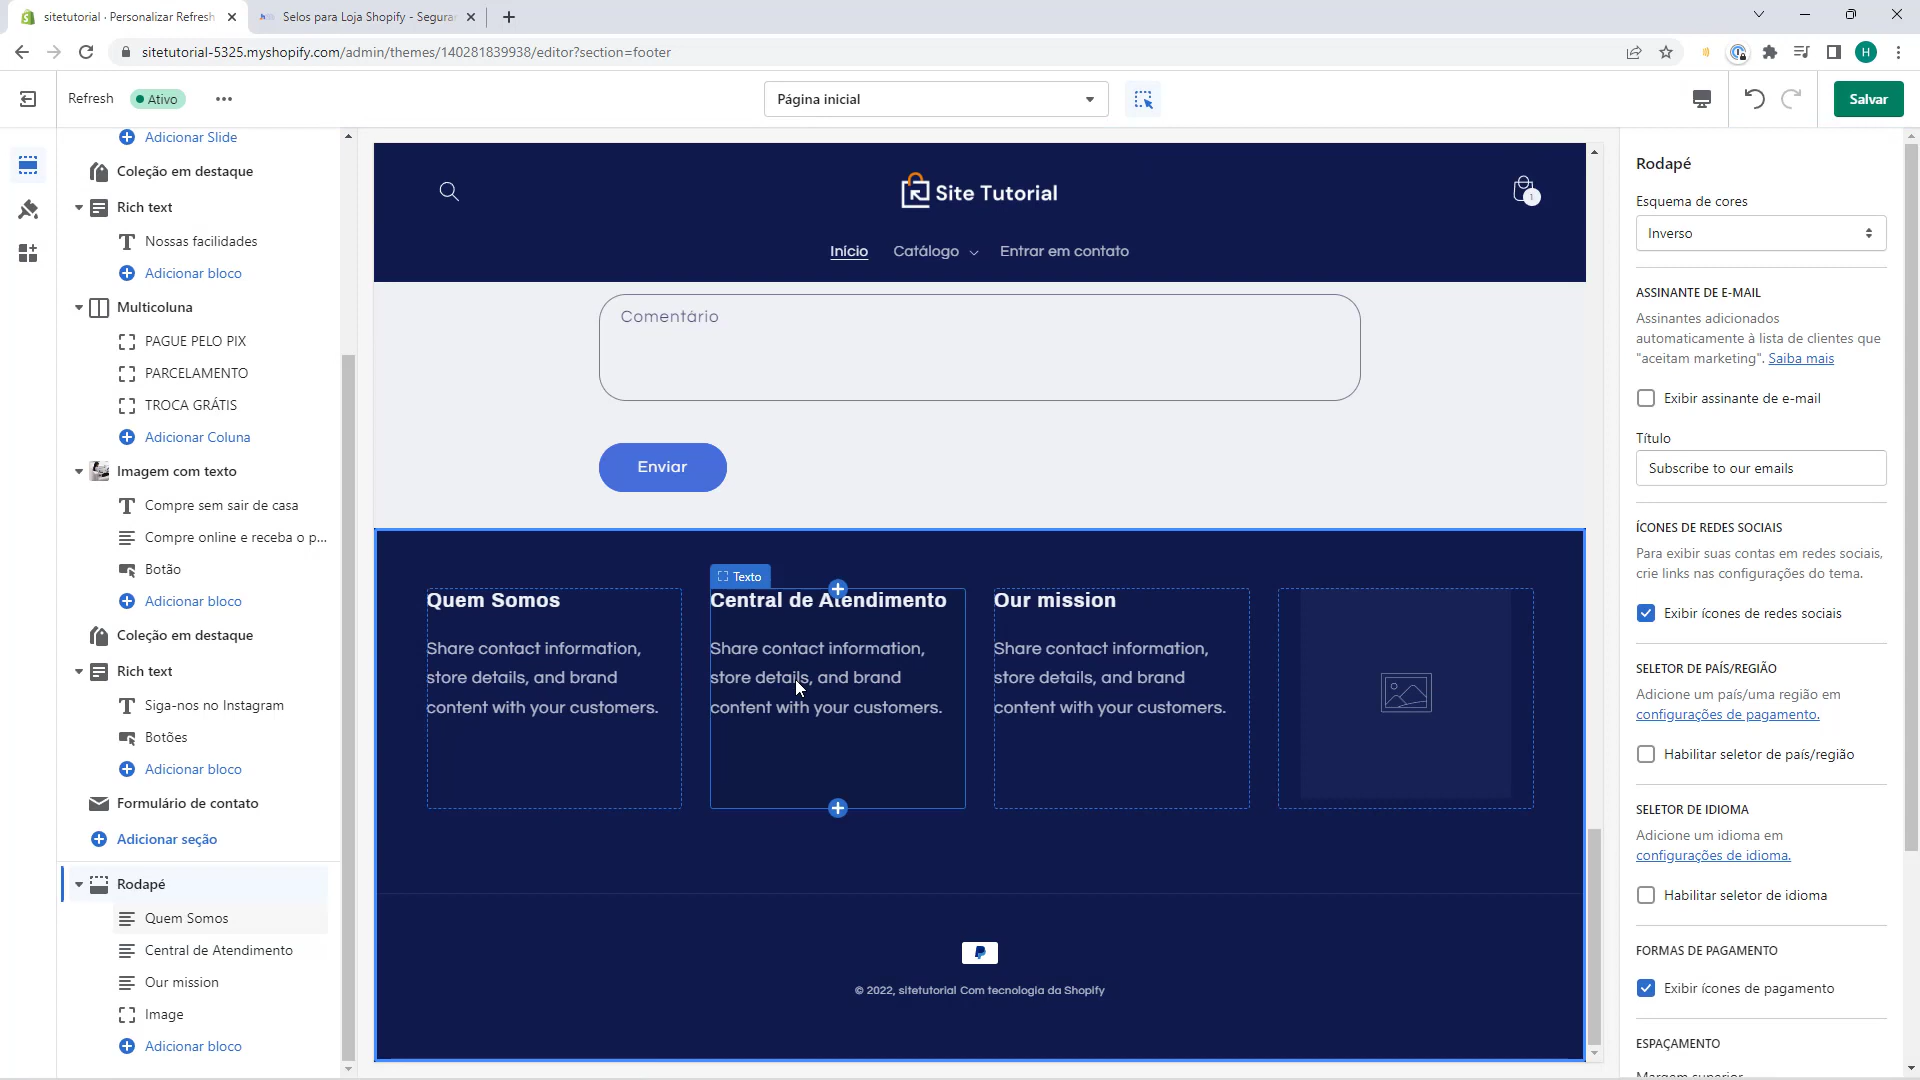 sitetutorial · Personalizar Refresh
Selos para Loja Shopify - Segura
sitetutorial-5325.myshopify.com/admin/themes/140281839938/editor?section=footer
H
Refresh
Ativo
Página inicial
Salvar
Adicionar Slide
Coleção em destaque
Rich text
Nossas facilidades
Adicionar bloco
Multicoluna
PAGUE PELO PIX
PARCELAMENTO
TROCA GRÁTIS
Adicionar Coluna
Imagem com texto
Compre sem sair de casa
Compre online e receba o p...
Botão
Adicionar bloco
Coleção em destaque
Rich text
Siga-nos no Instagram
Botões
Adicionar bloco
Formulário de contato
Adicionar seção
Rodapé
Quem Somos
Central de Atendimento
Our mission
Image
Adicionar bloco
Site Tutorial
1
Início
Catálogo
Entrar em contato
Comentário
Enviar
Texto
Quem Somos
Share contact information,
store details, and brand
content with your customers.
Central de Atendimento
Share contact information,
store details, and brand
content with your customers.
Our mission
Share contact information,
store details, and brand
content with your customers.
© 2022, sitetutorial Com tecnologia da Shopify
Rodapé
Esquema de cores
Inverso
ASSINANTE DE E-MAIL
Assinantes adicionados
automaticamente à lista de clientes que
"aceitam marketing". Saiba mais
Exibir assinante de e-mail
Título
Subscribe to our emails
ÍCONES DE REDES SOCIAIS
Para exibir suas contas em redes sociais,
crie links nas configurações do tema.
Exibir ícones de redes sociais
SELETOR DE PAÍS/REGIÃO
Adicione um país/uma região em
configurações de pagamento.
Habilitar seletor de país/região
SELETOR DE IDIOMA
Adicione um idioma em
configurações de idioma.
Habilitar seletor de idioma
FORMAS DE PAGAMENTO
Exibir ícones de pagamento
ESPAÇAMENTO
Margem superior